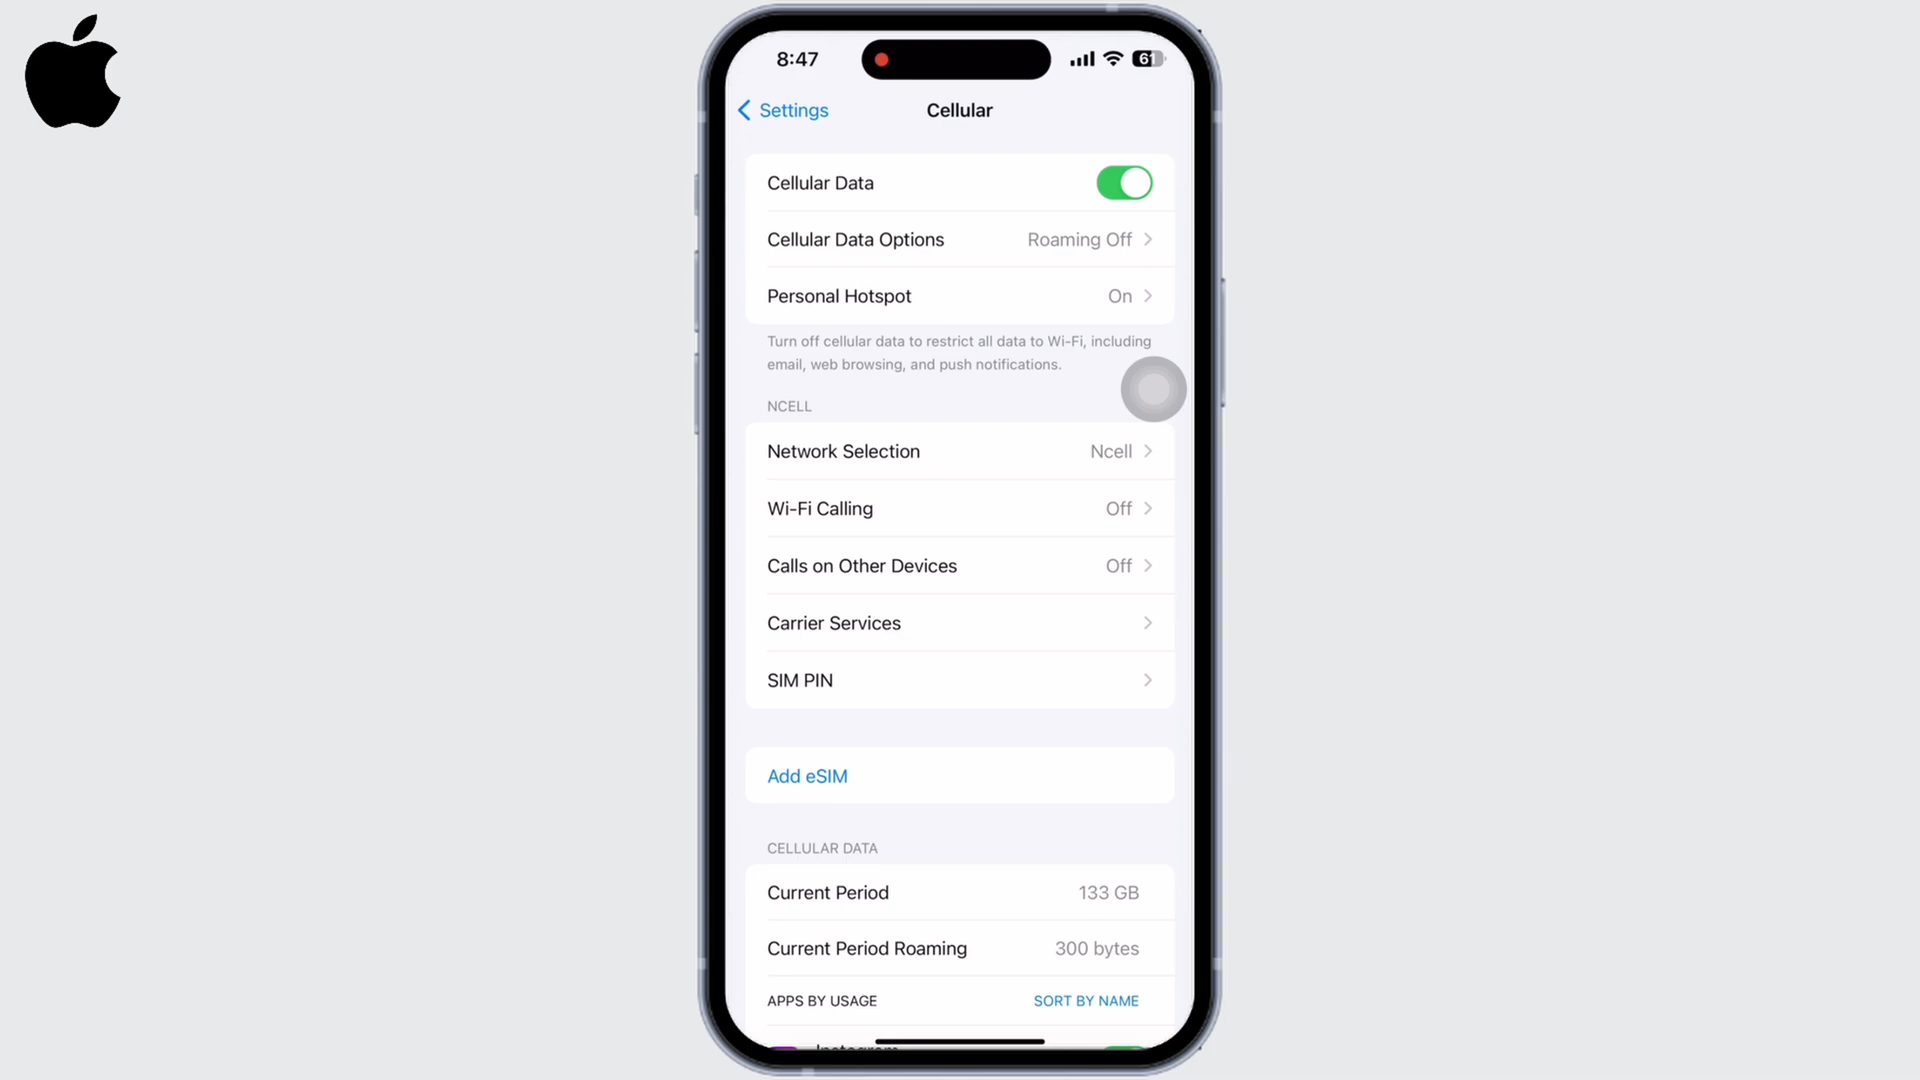 8:47
61
Settings
Cellular
Cellular Data
Cellular Data Options Roaming Off
Personal Hotspot On
Turn off cellular data to restrict all data to Wi-Fi, including
email, web browsing, and push notifications.
NCELL
Network Selection Ncell
Wi-Fi Calling Off
Calls on Other Devices Off
Carrier Services
SIM PIN
Add eSIM
CELLULAR DATA
Current Period 133 GB
Current Period Roaming 300 bytes
APPS BY USAGE SORT BY NAME
Instagram